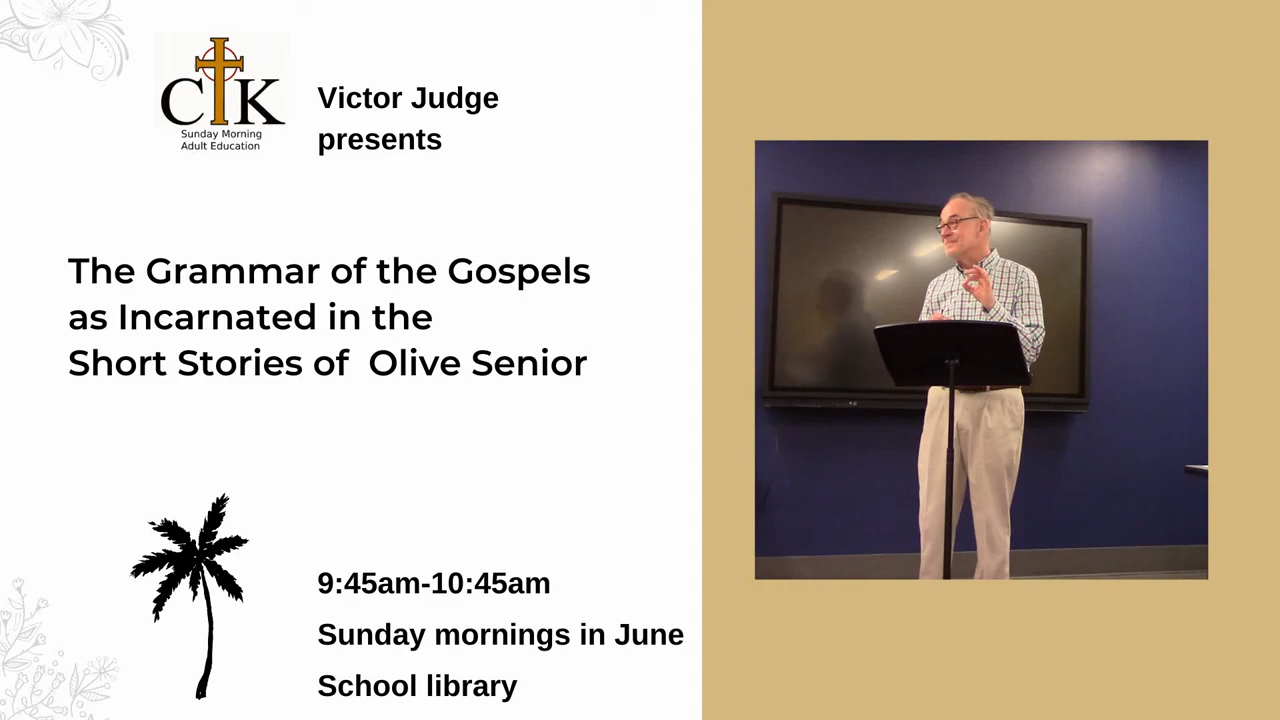 CTK
Sunday Morning
Adult Education
Victor Judge
presents
The Grammar of the Gospels
as Incarnated in the
Short Stories of  Olive Senior
9:45am-10:45am
Sunday mornings in June
School library